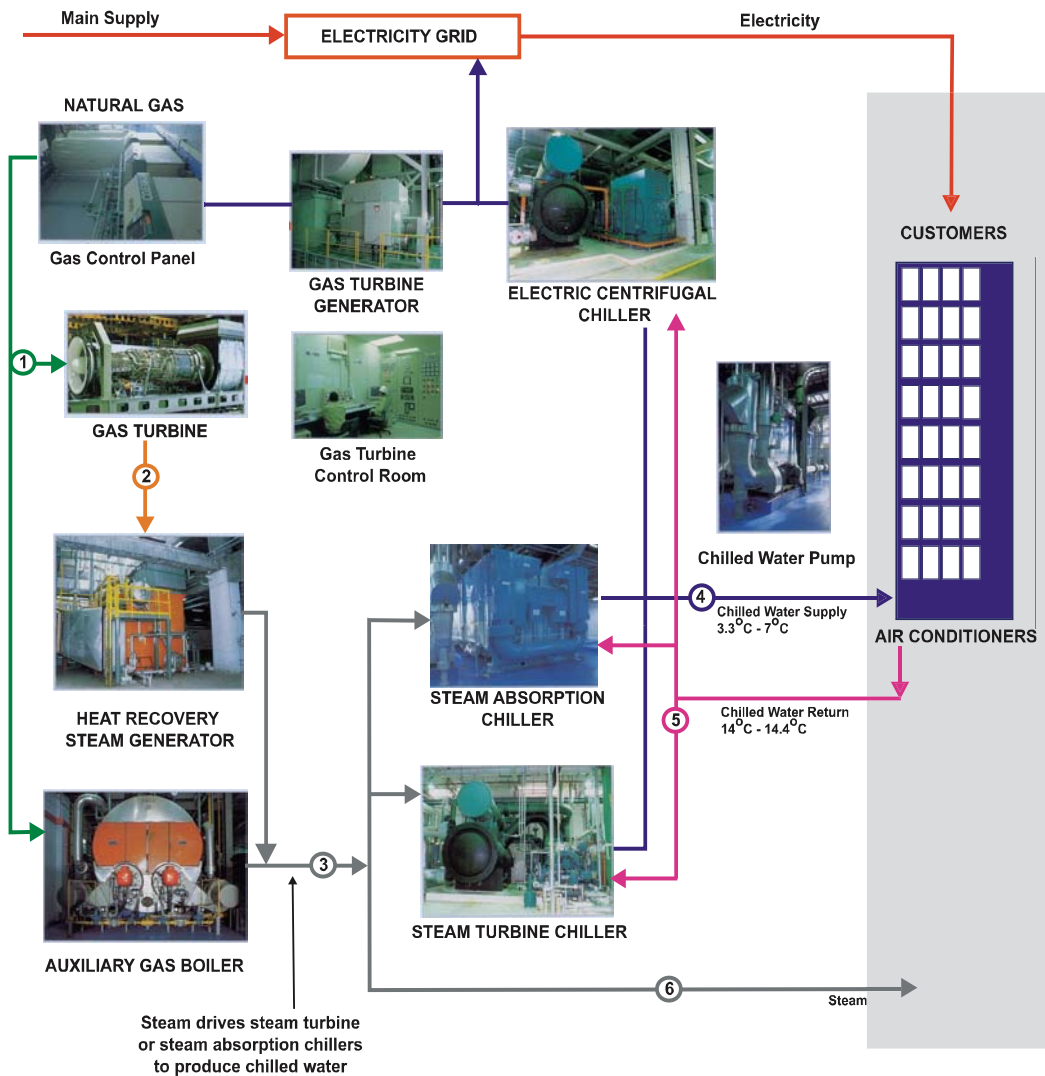 Main Supply
ELECTRICITY GRID
Electricity
NATURAL GAS
Gas Control Panel
GAS TURBINE
GENERATOR
ELECTRIC CENTRIFUGAL
CHILLER
CUSTOMERS
1
GAS TURBINE
Gas Turbine
Control Room
2
Chilled Water Pump
4
Chilled Water Supply
3.3°C - 7°C
AIR CONDITIONERS
HEAT RECOVERY
STEAM GENERATOR
STEAM ABSORPTION
CHILLER
5
Chilled Water Return
14°C - 14.4°C
3
AUXILIARY GAS BOILER
STEAM TURBINE CHILLER
6
Steam
Steam drives steam turbine
or steam absorption chillers
to produce chilled water